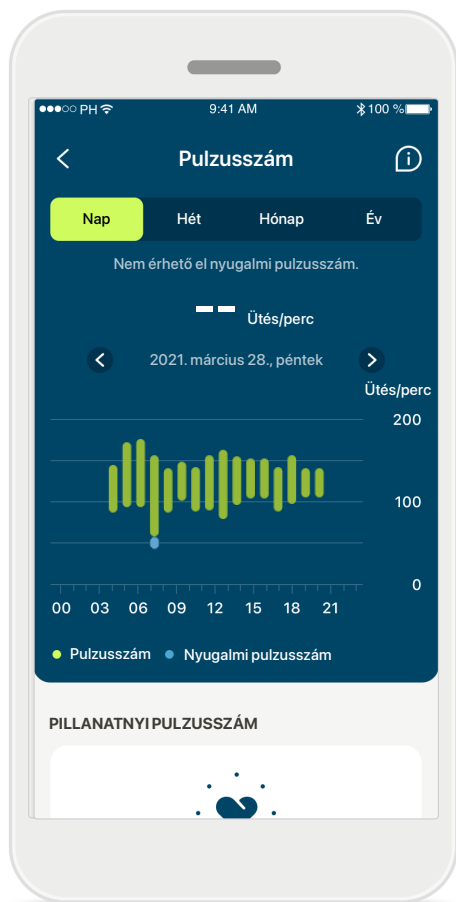 PH 9:41 AM 100 %
Pulzusszám
Nap Hét Hónap Év
Nem érhető el nyugalmi pulzusszám.
-- Ütés/perc
2021. március 28., péntek
Ütés/perc
200
100
0
00 03 06 09 12 15 18 21
Pulzusszám Nyugalmi pulzusszám
PILLANATNYI PULZUSSZÁM